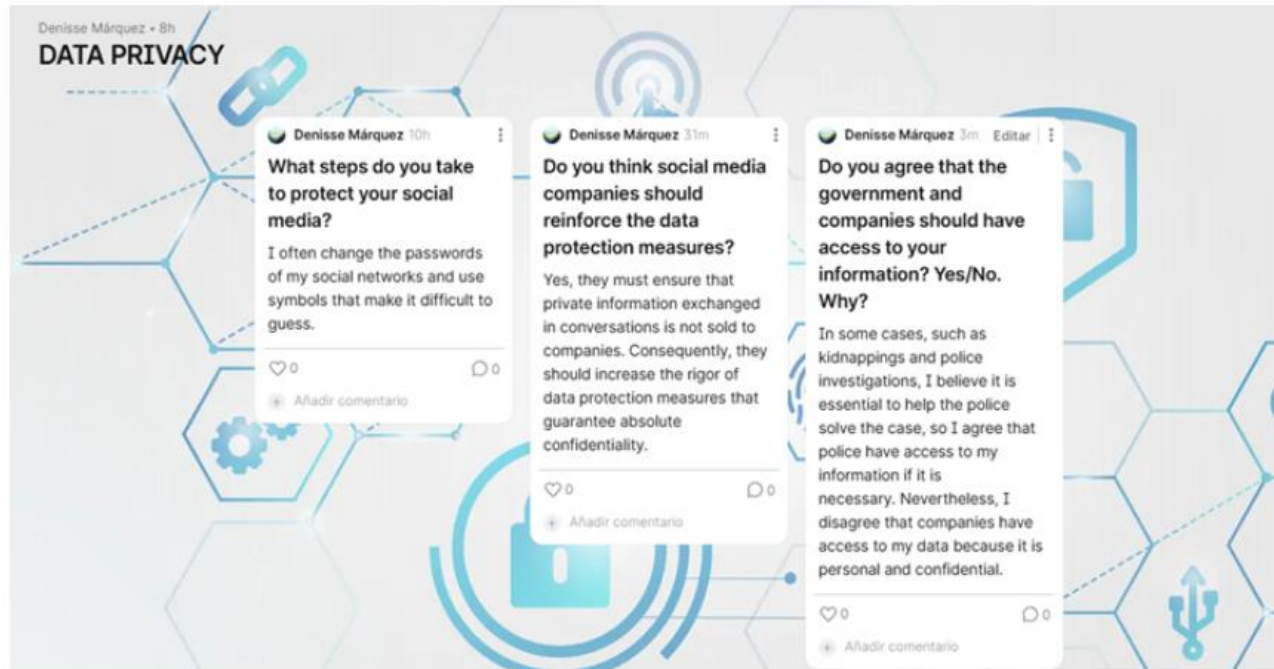 Denisse Márquez • 8h
DATA PRIVACY
Denisse Márquez 10h
What steps do you take
to protect your social
media?
I often change the passwords
of my social networks and use
symbols that make it difficult to
guess.
0 0
Añadir comentario
Denisse Márquez 31m
Do you think social media
companies should
reinforce the data
protection measures?
Yes, they must ensure that
private information exchanged
in conversations is not sold to
companies. Consequently, they
should increase the rigor of
data protection measures that
guarantee absolute
confidentiality.
0 0
Añadir comentario
Denisse Márquez 3m Editar
Do you agree that the
government and
companies should have
access to your
information? Yes/No.
Why?
In some cases, such as
kidnappings and police
investigations, I believe it is
essential to help the police
solve the case, so I agree that
police have access to my
information if it is
necessary. Nevertheless, I
disagree that companies have
access to my data because it is
personal and confidential.
0 0
Añadir comentario